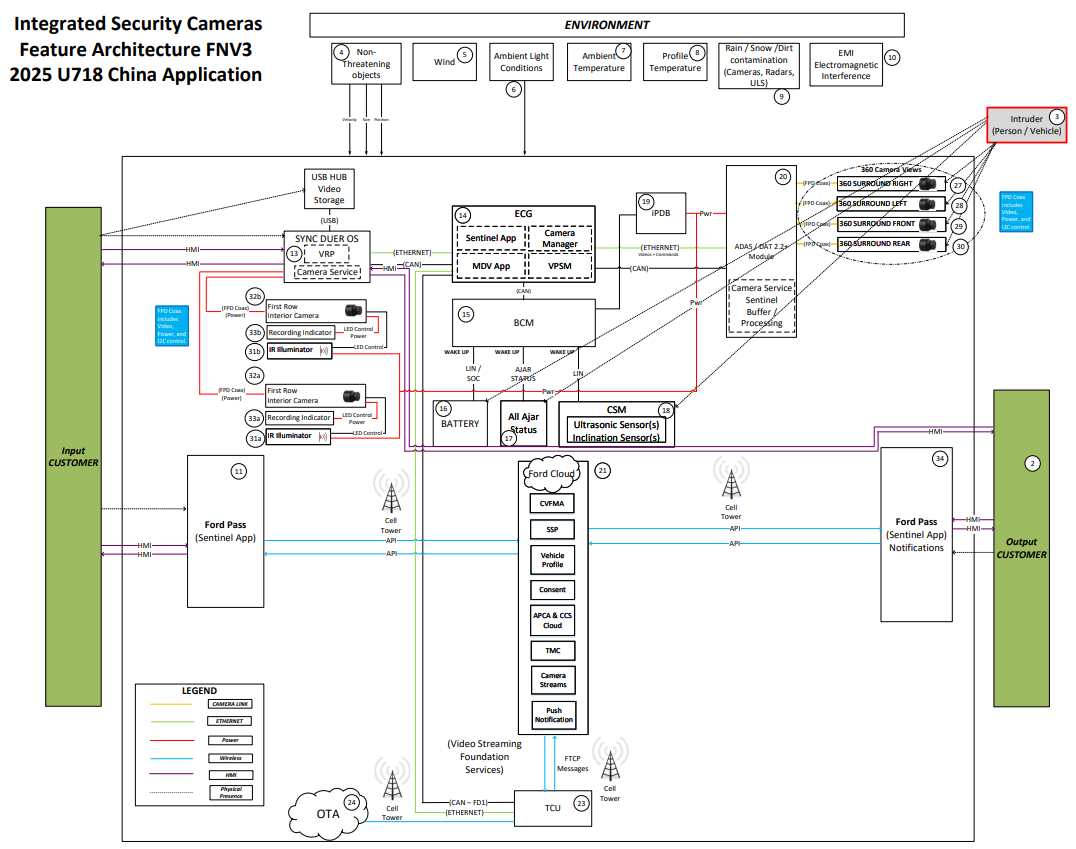 Integrated Security Cameras
Feature Architecture FNV3
2025 U718 China Application
ENVIRONMENT
4
Non-
Threatening
objects
Wind
5
Ambient Light
Conditions
6
Ambient
Temperature
7
Profile
Temperature
8
Rain / Snow /Dirt
contamination
(Cameras, Radars,
ULS)
9
EMI
Electromagnetic
Interference
10
Velocity
Size
Position
Intruder
(Person / Vehicle)
3
USB HUB
Video
Storage
(USB)
SYNC DUER OS
13
VRP
Camera Service
HMI
HMI
(ETHERNET)
(CAN)
HMI
14
ECG
Sentinel App
Camera
Manager
MDV App
VPSM
(CAN)
15
BCM
WAKE UP
WAKE UP
WAKE UP
LIN /
SOC
AJAR
STATUS
LIN
19
iPDB
Pwr
(ETHERNET)
Videos + Commands
(CAN)
Pwr
Pwr
20
ADAS / DAT 2.2+
Module
Camera Service
Sentinel
Buffer /
Processing
360 Camera Views
(FPD Coax)
360 SURROUND RIGHT
27
(FPD Coax)
360 SURROUND LEFT
28
(FPD Coax)
360 SURROUND FRONT
29
(FPD Coax)
360 SURROUND REAR
30
FPD Coax
Includes
Video,
Power, and
I2C control.
FPD Coax
Includes
Video,
Power, and
I2C control.
32b
(FPD Coax)
(Power)
First Row
Interior Camera
33b
Recording Indicator
LED Control
Power
31b
IR Illuminator
LED Control
32a
(FPD Coax)
(Power)
First Row
Interior Camera
33a
Recording Indicator
LED Control
Power
31a
IR Illuminator
LED Control
16
BATTERY
All Ajar
Status
17
CSM
18
Ultrasonic Sensor(s)
Inclination Sensor(s)
Input
CUSTOMER
11
Ford Pass
(Sentinel App)
HMI
HMI
Cell
Tower
API
API
Ford Cloud
21
CVFMA
SSP
Vehicle
Profile
Consent
APCA & CCS
Cloud
TMC
Camera
Streams
Push
Notification
Cell
Tower
API
API
HMI
34
Ford Pass
(Sentinel App)
Notifications
HMI
HMI
2
Output
CUSTOMER
LEGEND
CAMERA LINK
ETHERNET
Power
Wireless
HMI
Physical
Presence
(Video Streaming
Foundation
Services)
FTCP
Messages
Cell
Tower
OTA
24
Cell
Tower
(CAN – FD1)
(ETHERNET)
TCU
23